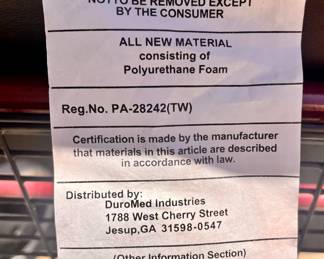 NOT TO BE REMOVED EXCEPT
BY THE CONSUMER
ALL NEW MATERIAL
consisting of
Polyurethane Foam
Reg.No. PA-28242(TW)
Certification is made by the manufacturer
that materials in this article are described
in accordance with law.
Distributed by:
DuroMed Industries
1788 West Cherry Street
Jesup,GA 31598-0547
(Other Information Section)